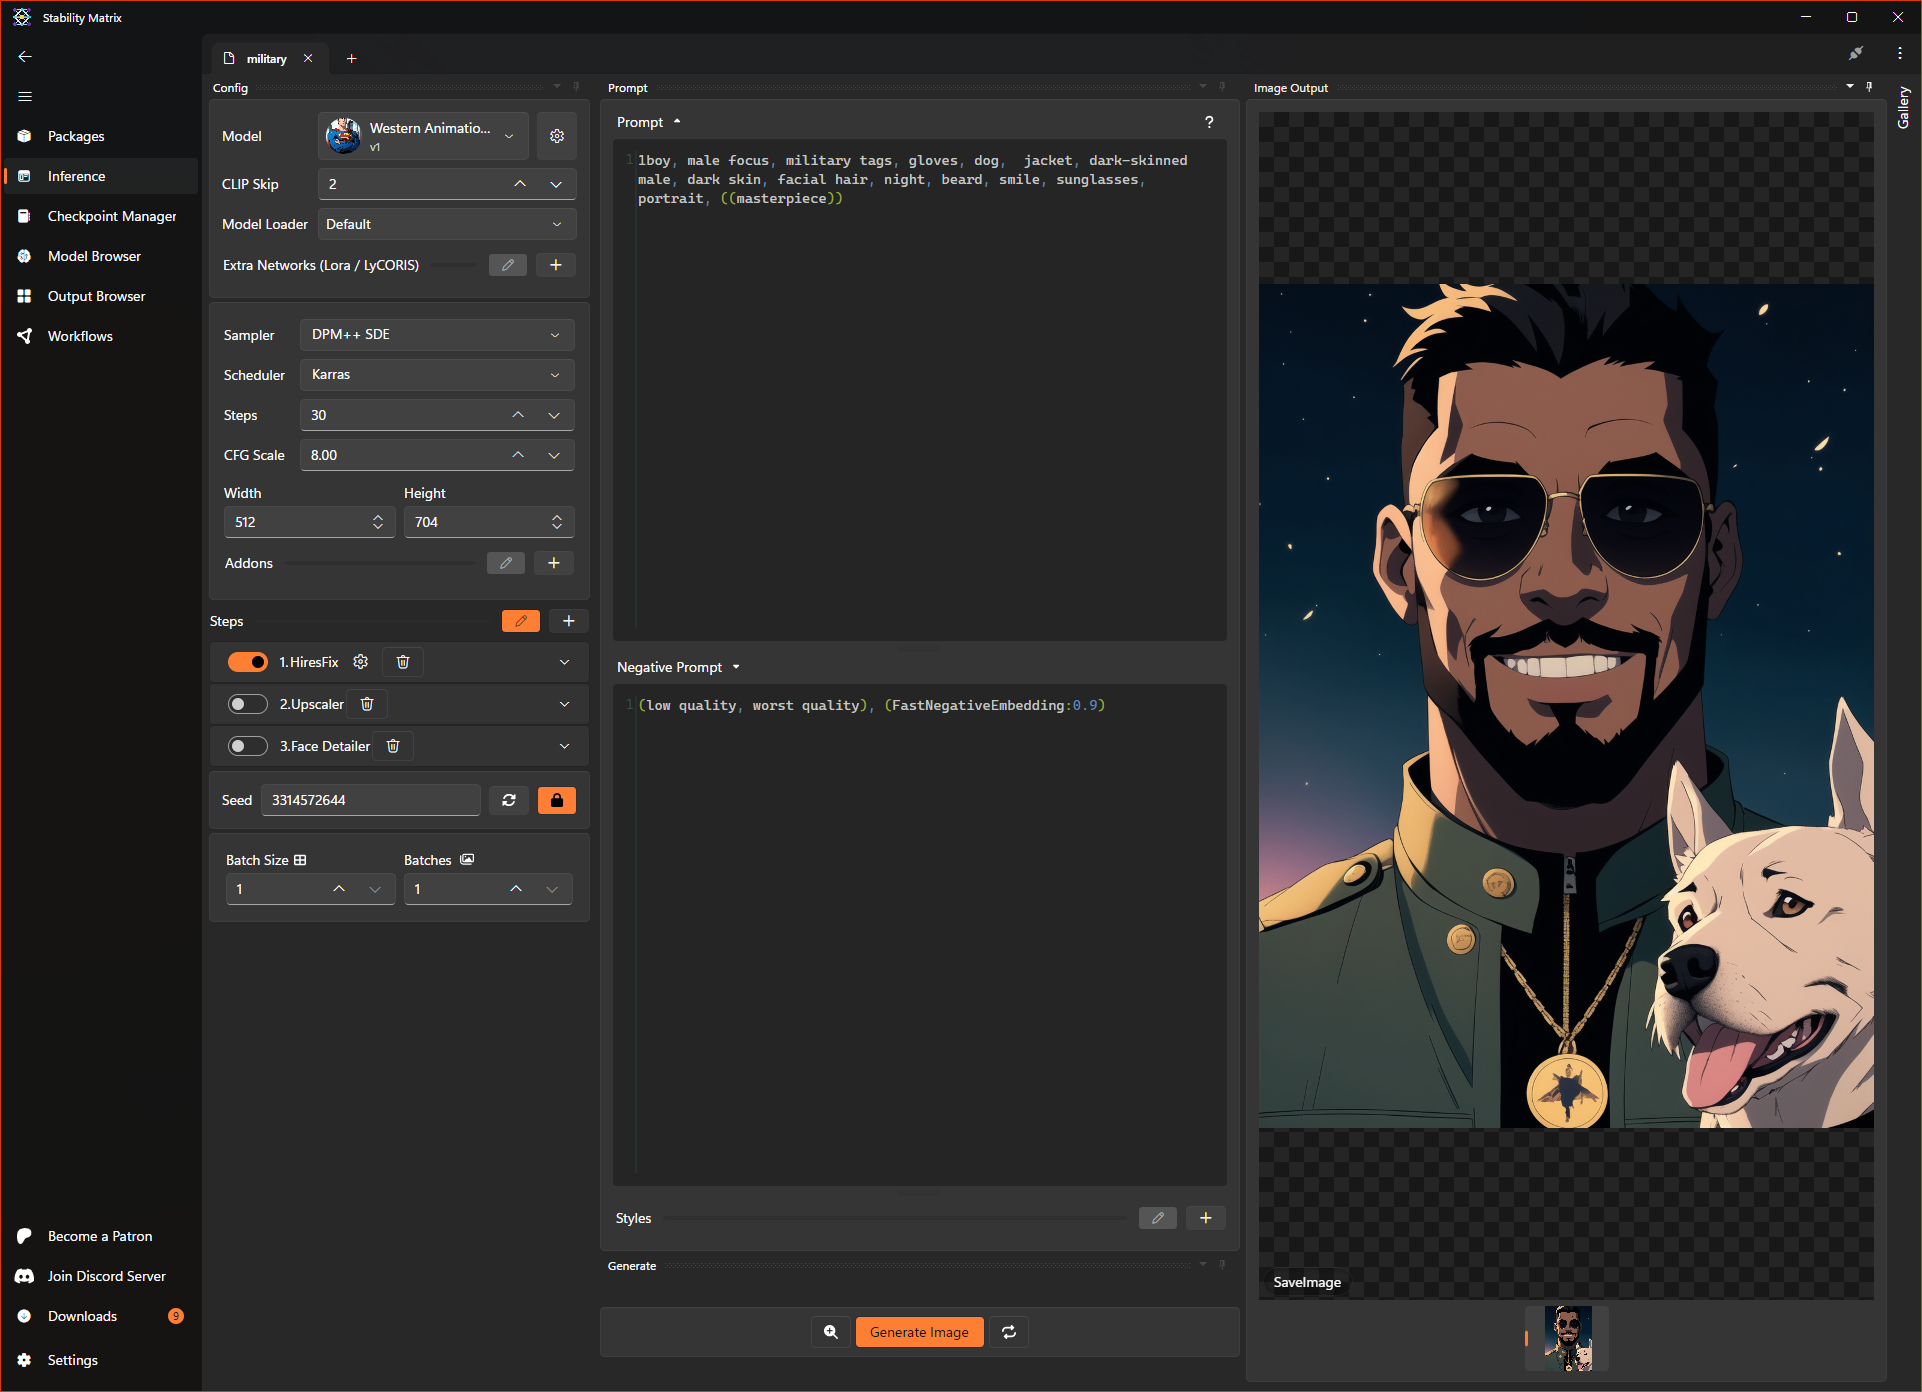 Stability Matrix
military
Packages
Inference
Checkpoint Manager
Model Browser
Output Browser
Workflows
Become a Patron
Join Discord Server
Downloads
9
Settings
Config
Model
Western Animatio...
v1
CLIP Skip
2
Model Loader
Default
Extra Networks (Lora / LyCORIS)
Sampler
DPM++ SDE
Scheduler
Karras
Steps
30
CFG Scale
8.00
Width
Height
512
704
Addons
Steps
1.HiresFix
2.Upscaler
3.Face Detailer
Seed
3314572644
Batch Size
Batches
1
1
Prompt
Prompt
?
1
1boy, male focus, military tags, gloves, dog,  jacket, dark-skinned
male, dark skin, facial hair, night, beard, smile, sunglasses,
portrait, ((masterpiece))
Negative Prompt
1
(low quality, worst quality), (FastNegativeEmbedding:0.9)
Styles
Generate
Generate Image
Image Output
SaveImage
Gallery